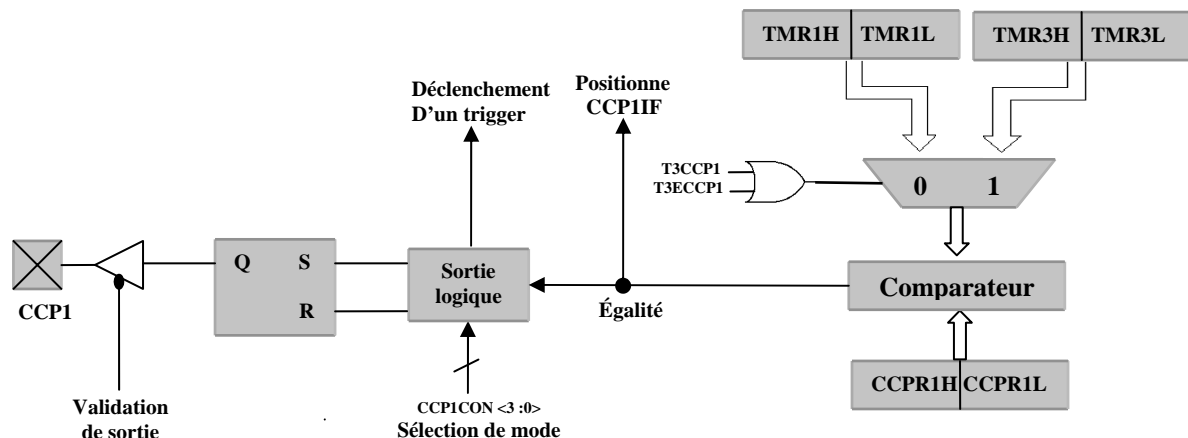 TMR1H TMR1L
TMR3H TMR3L
Déclenchement
D'un trigger
Positionne
CCP1IF
T3CCP1
T3ECCP1
0 1
Q S
R
Sortie
logique
Égalité
Comparateur
CCP1
CCPR1H CCPR1L
Validation
de sortie
CCP1CON <3 :0>
Sélection de mode